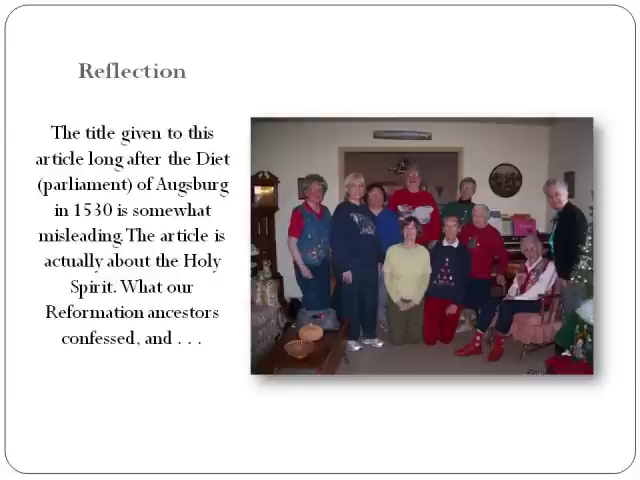 Reflection
The title given to this
article long after the Diet
(parliament) of Augsburg
in 1530 is somewhat
misleading. The article is
actually about the Holy
Spirit. What our
Reformation ancestors
confessed, and . . .